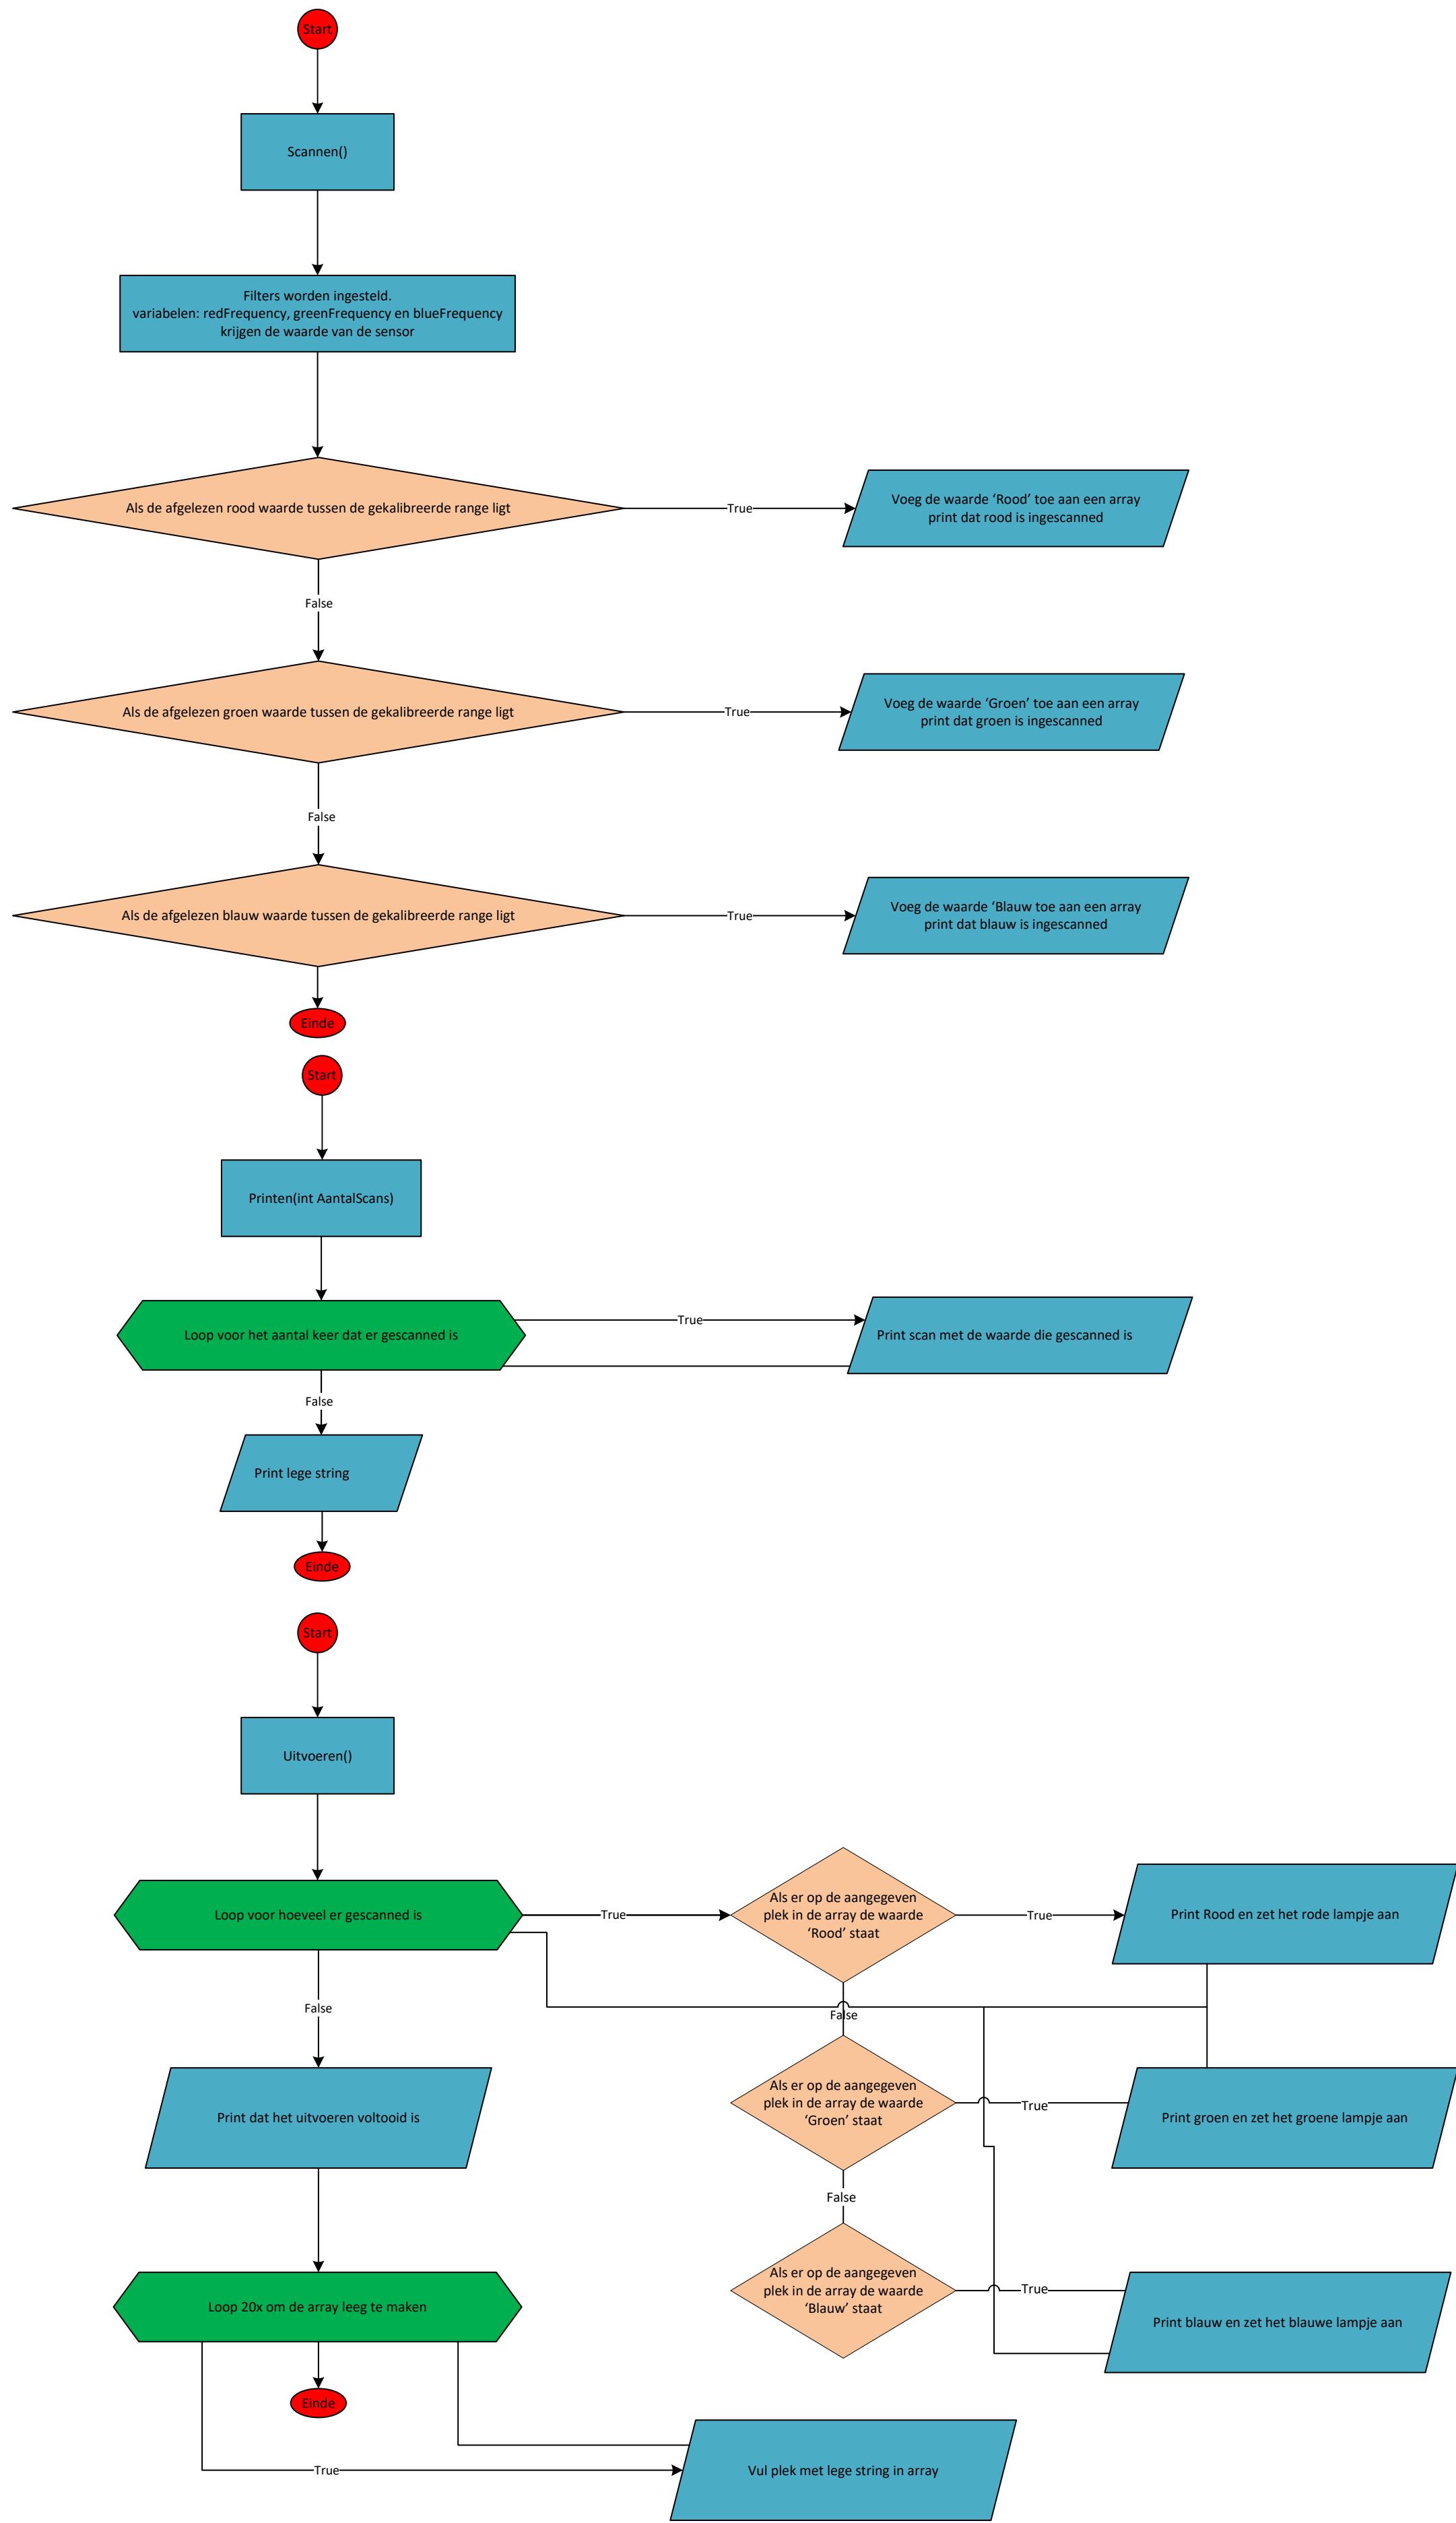 Start
Scannen()
Filters worden ingesteld.
variabelen: redFrequency, greenFrequency en blueFrequency
krijgen de waarde van de sensor
Als de afgelezen rood waarde tussen de gekalibreerde range ligt
True
Voeg de waarde ‘Rood’ toe aan een array
print dat rood is ingescanned
False
Als de afgelezen groen waarde tussen de gekalibreerde range ligt
True
Voeg de waarde ‘Groen’ toe aan een array
print dat groen is ingescanned
False
Als de afgelezen blauw waarde tussen de gekalibreerde range ligt
True
Voeg de waarde ‘Blauw toe aan een array
print dat blauw is ingescanned
Einde
Start
Printen(int AantalScans)
Loop voor het aantal keer dat er gescanned is
True
Print scan met de waarde die gescanned is
False
Print lege string
Einde
Start
Uitvoeren()
Loop voor hoeveel er gescanned is
True
Als er op de aangegeven
plek in de array de waarde
‘Rood’ staat
True
Print Rood en zet het rode lampje aan
False
False
Print dat het uitvoeren voltooid is
Als er op de aangegeven
plek in de array de waarde
‘Groen’ staat
True
Print groen en zet het groene lampje aan
False
Loop 20x om de array leeg te maken
Als er op de aangegeven
plek in de array de waarde
‘Blauw’ staat
True
Print blauw en zet het blauwe lampje aan
Einde
True
Vul plek met lege string in array